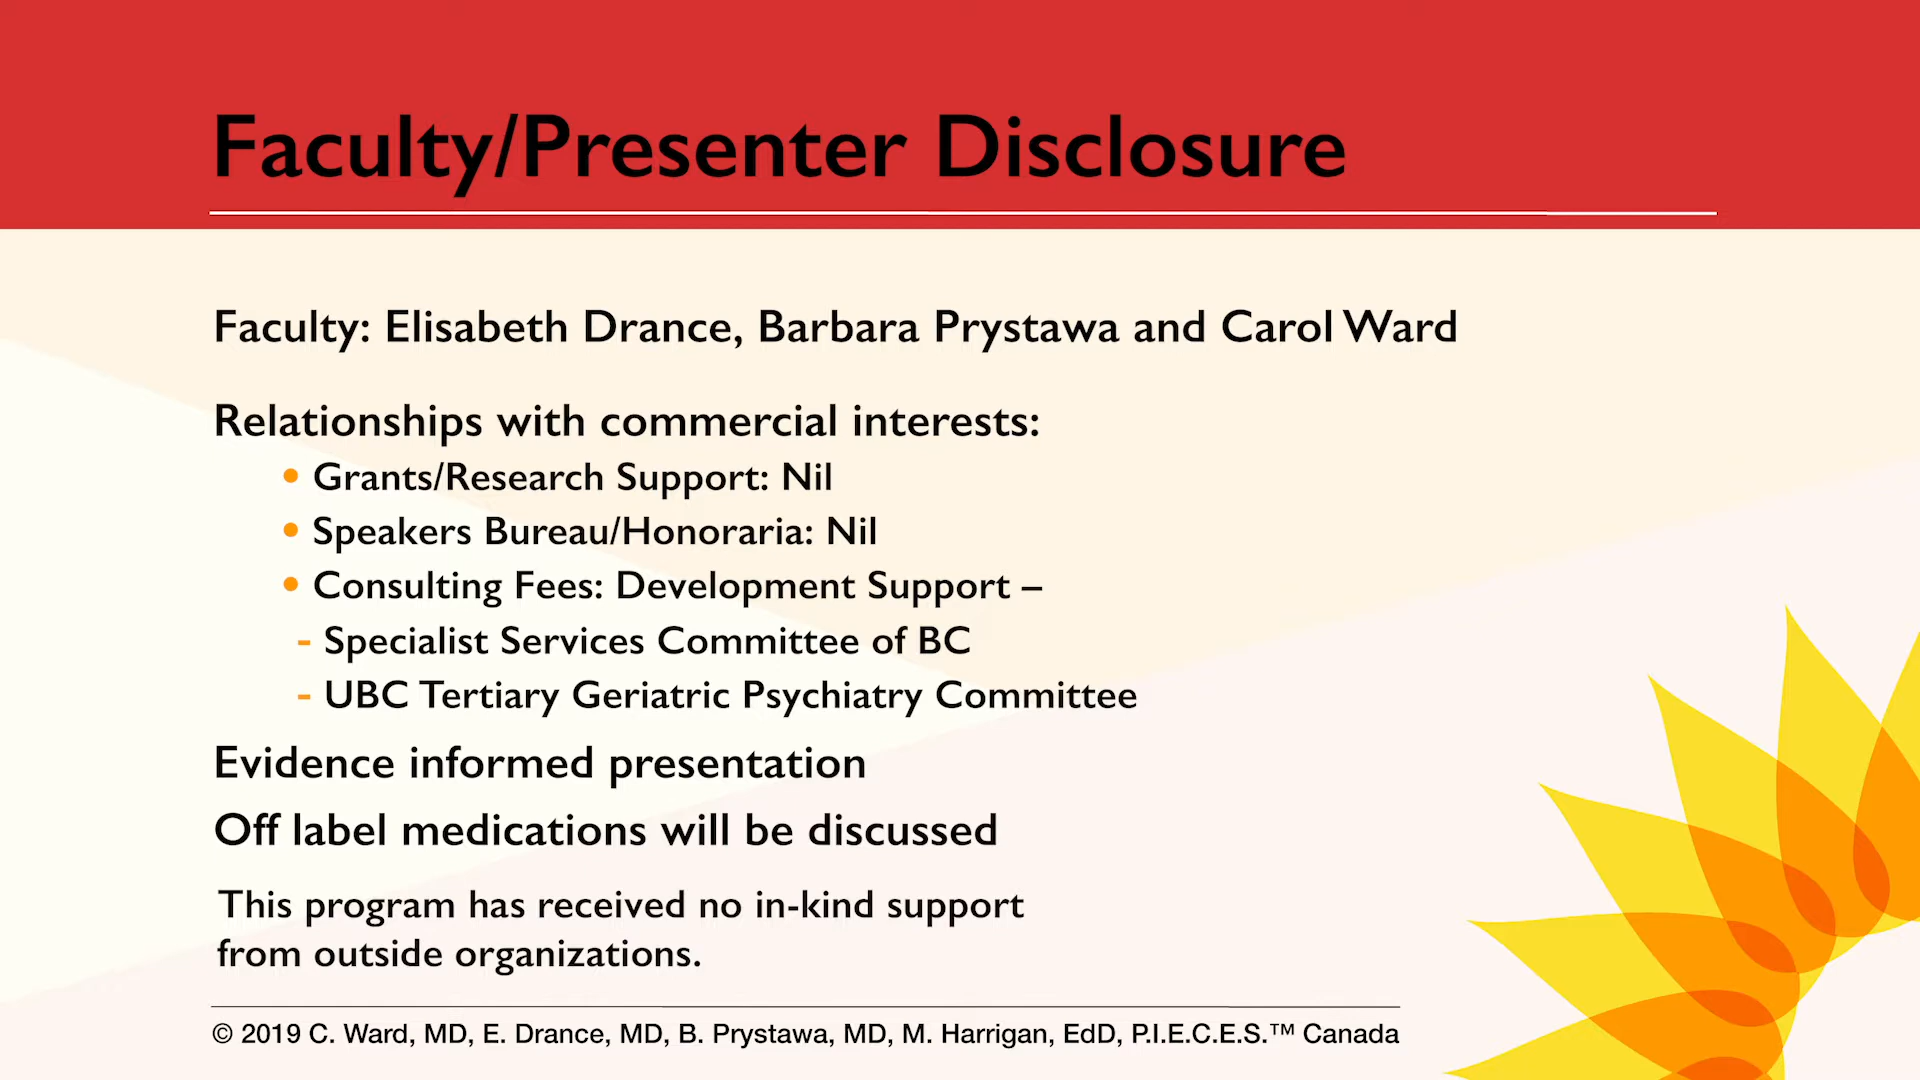 Faculty/Presenter Disclosure
Faculty: Elisabeth Drance, Barbara Prystawa and Carol Ward
Relationships with commercial interests:
• Grants/Research Support: Nil
• Speakers Bureau/Honoraria: Nil
• Consulting Fees: Development Support –
- Specialist Services Committee of BC
- UBC Tertiary Geriatric Psychiatry Committee
Evidence informed presentation
Off label medications will be discussed
This program has received no in-kind support
from outside organizations.
© 2019 C. Ward, MD, E. Drance, MD, B. Prystawa, MD, M. Harrigan, EdD, P.I.E.C.E.S.™ Canada